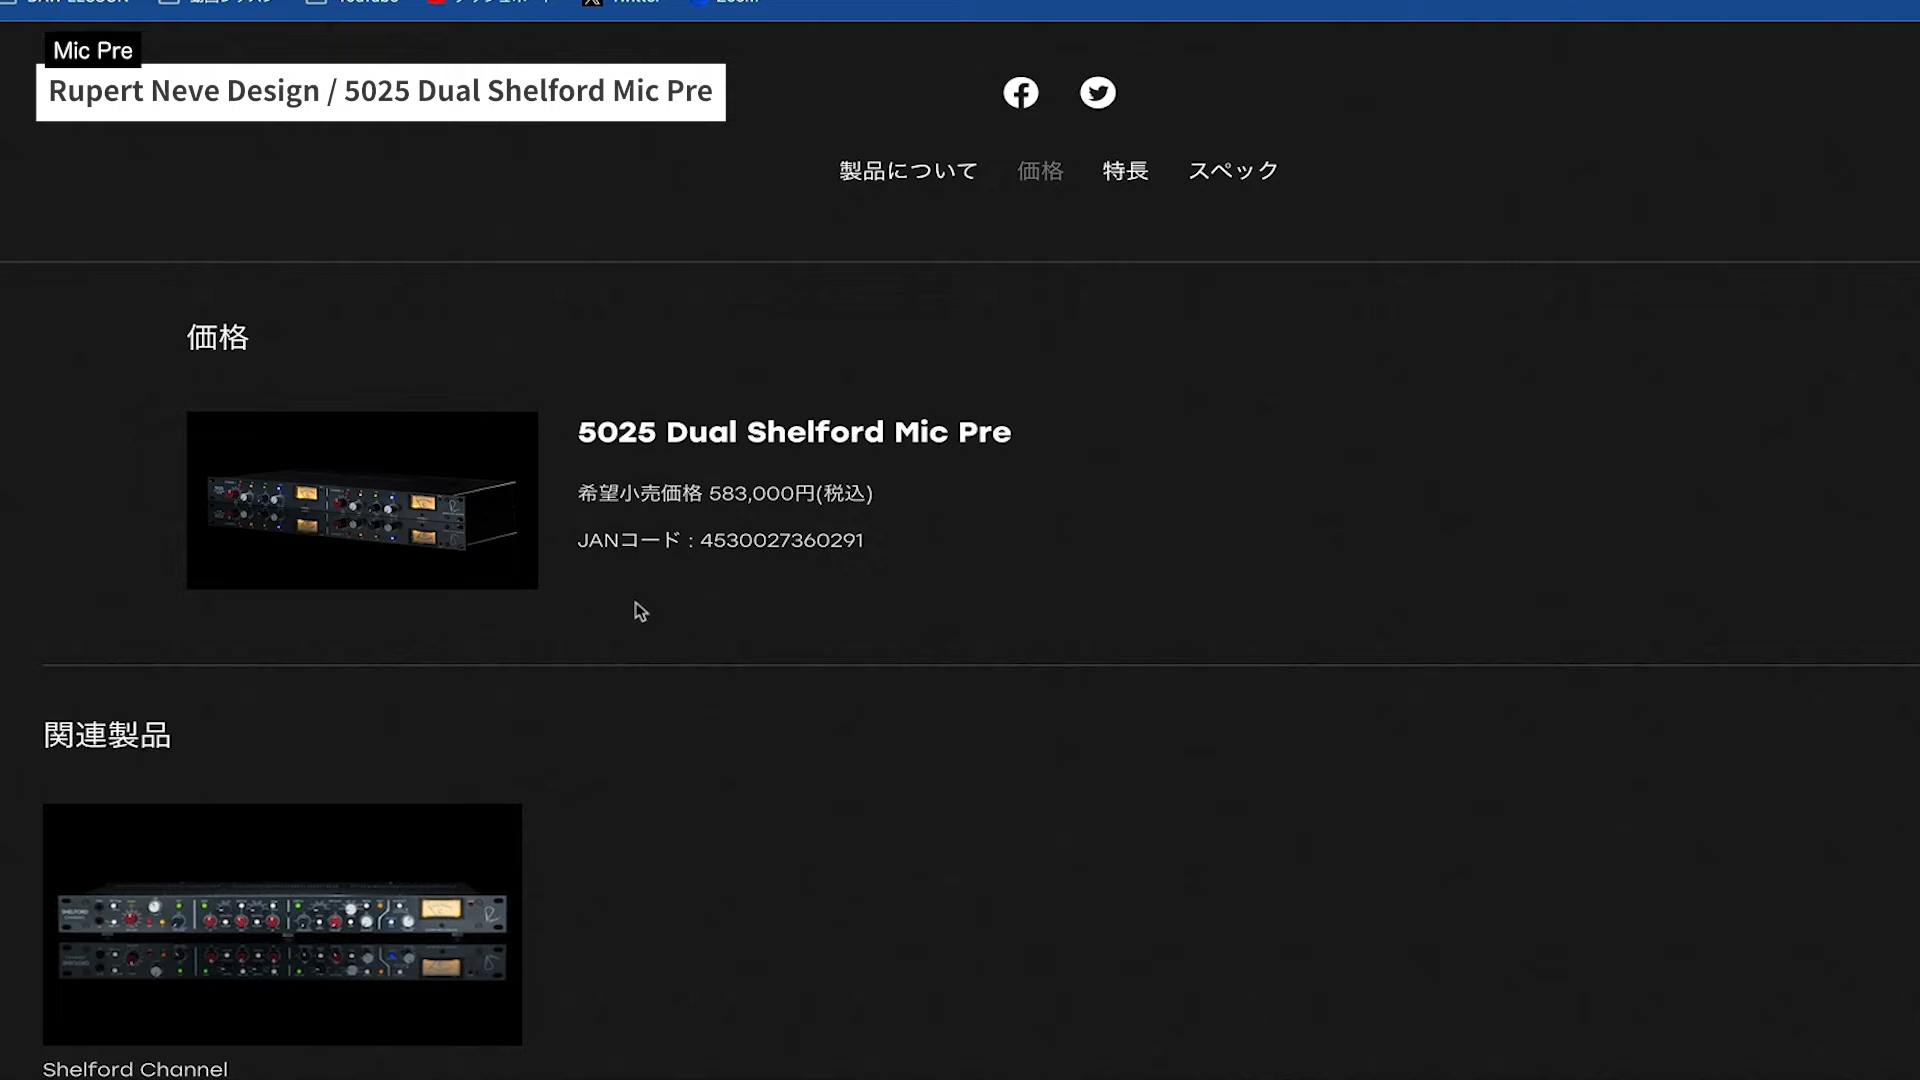 Mic Pre
Rupert Neve Design / 5025 Dual Shelford Mic Pre
製品について 価格 特長 スペック
価格
5025 Dual Shelford Mic Pre
希望小売価格 583,000円(税込)
JANコード : 4530027360291
関連製品
Shelford Channel